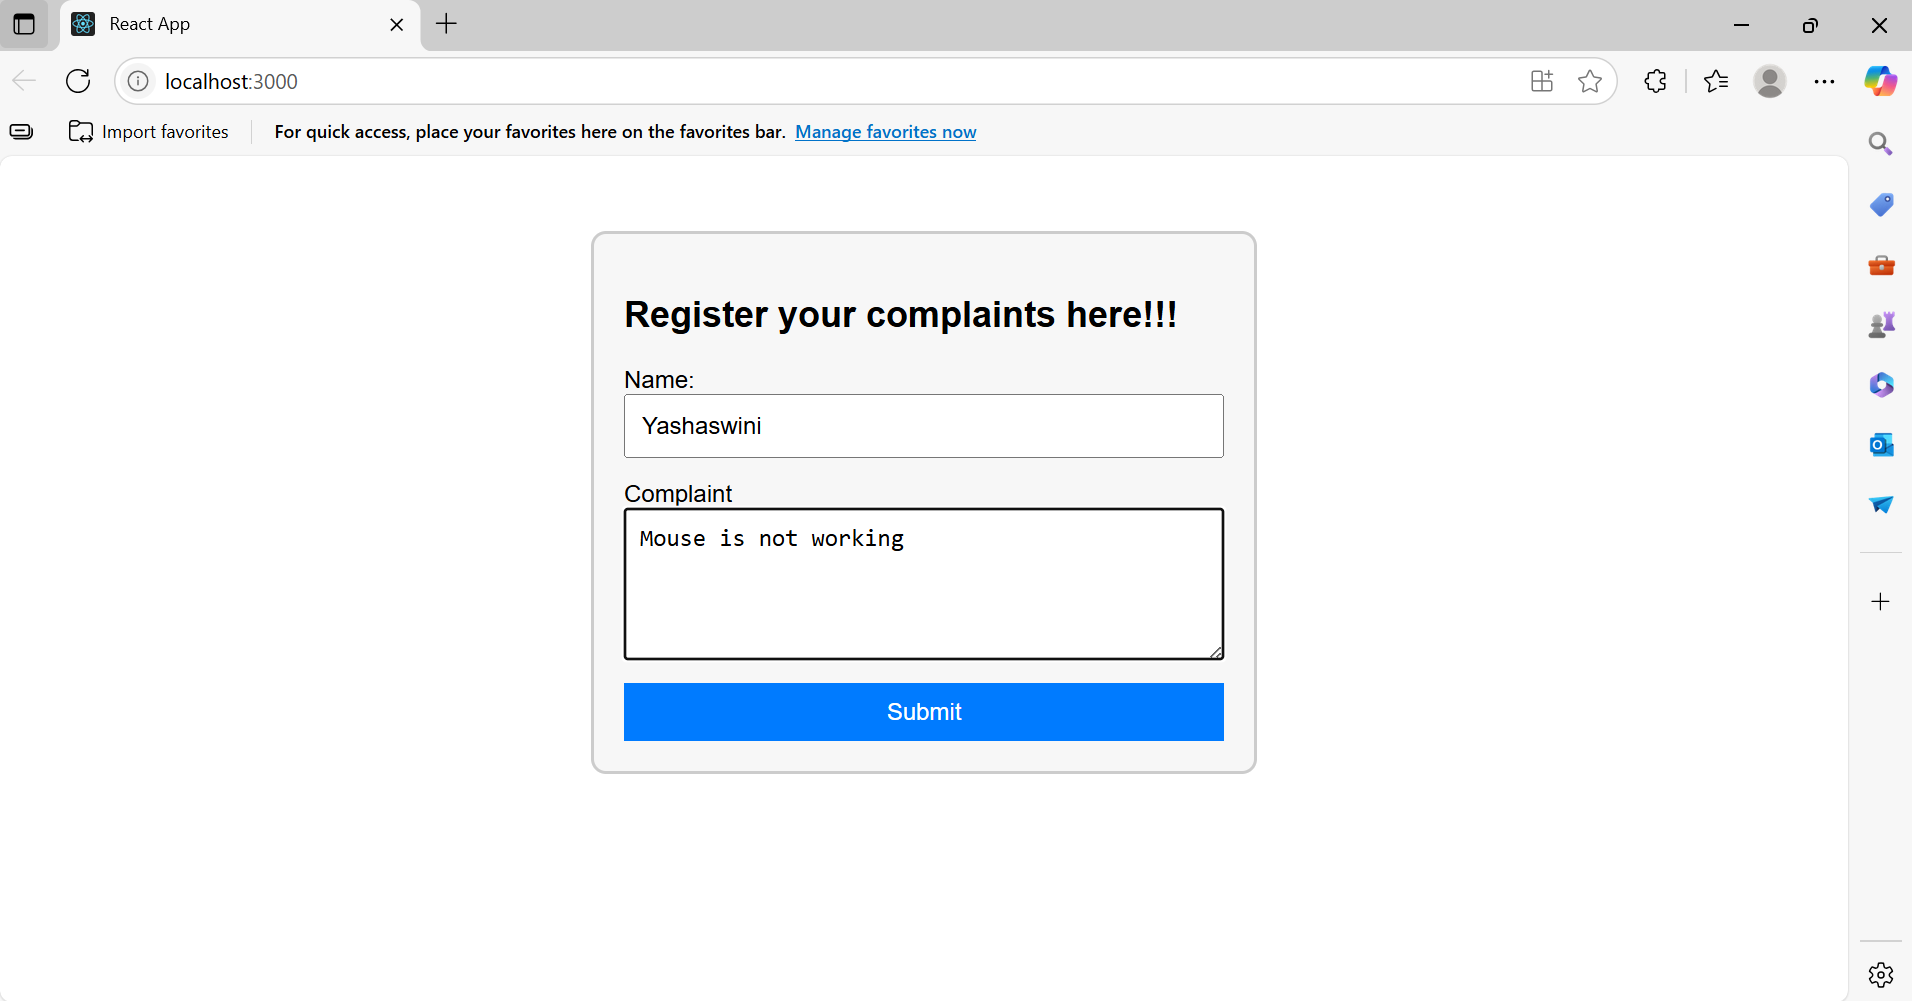 React App
localhost:3000
Import favorites For quick access, place your favorites here on the favorites bar. Manage favorites now
Register your complaints here!!!
Name:
Yashaswini
Complaint
Mouse is not working
Submit